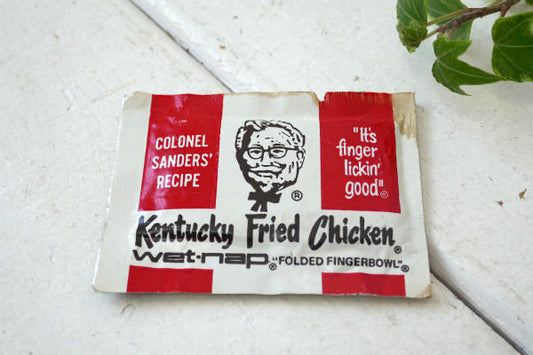 COLONEL
SANDERS'
RECIPE
"It's
finger
lickin'
good"®
®
Kentucky Fried Chicken®
wet-nap® "FOLDED FINGERBOWL"®